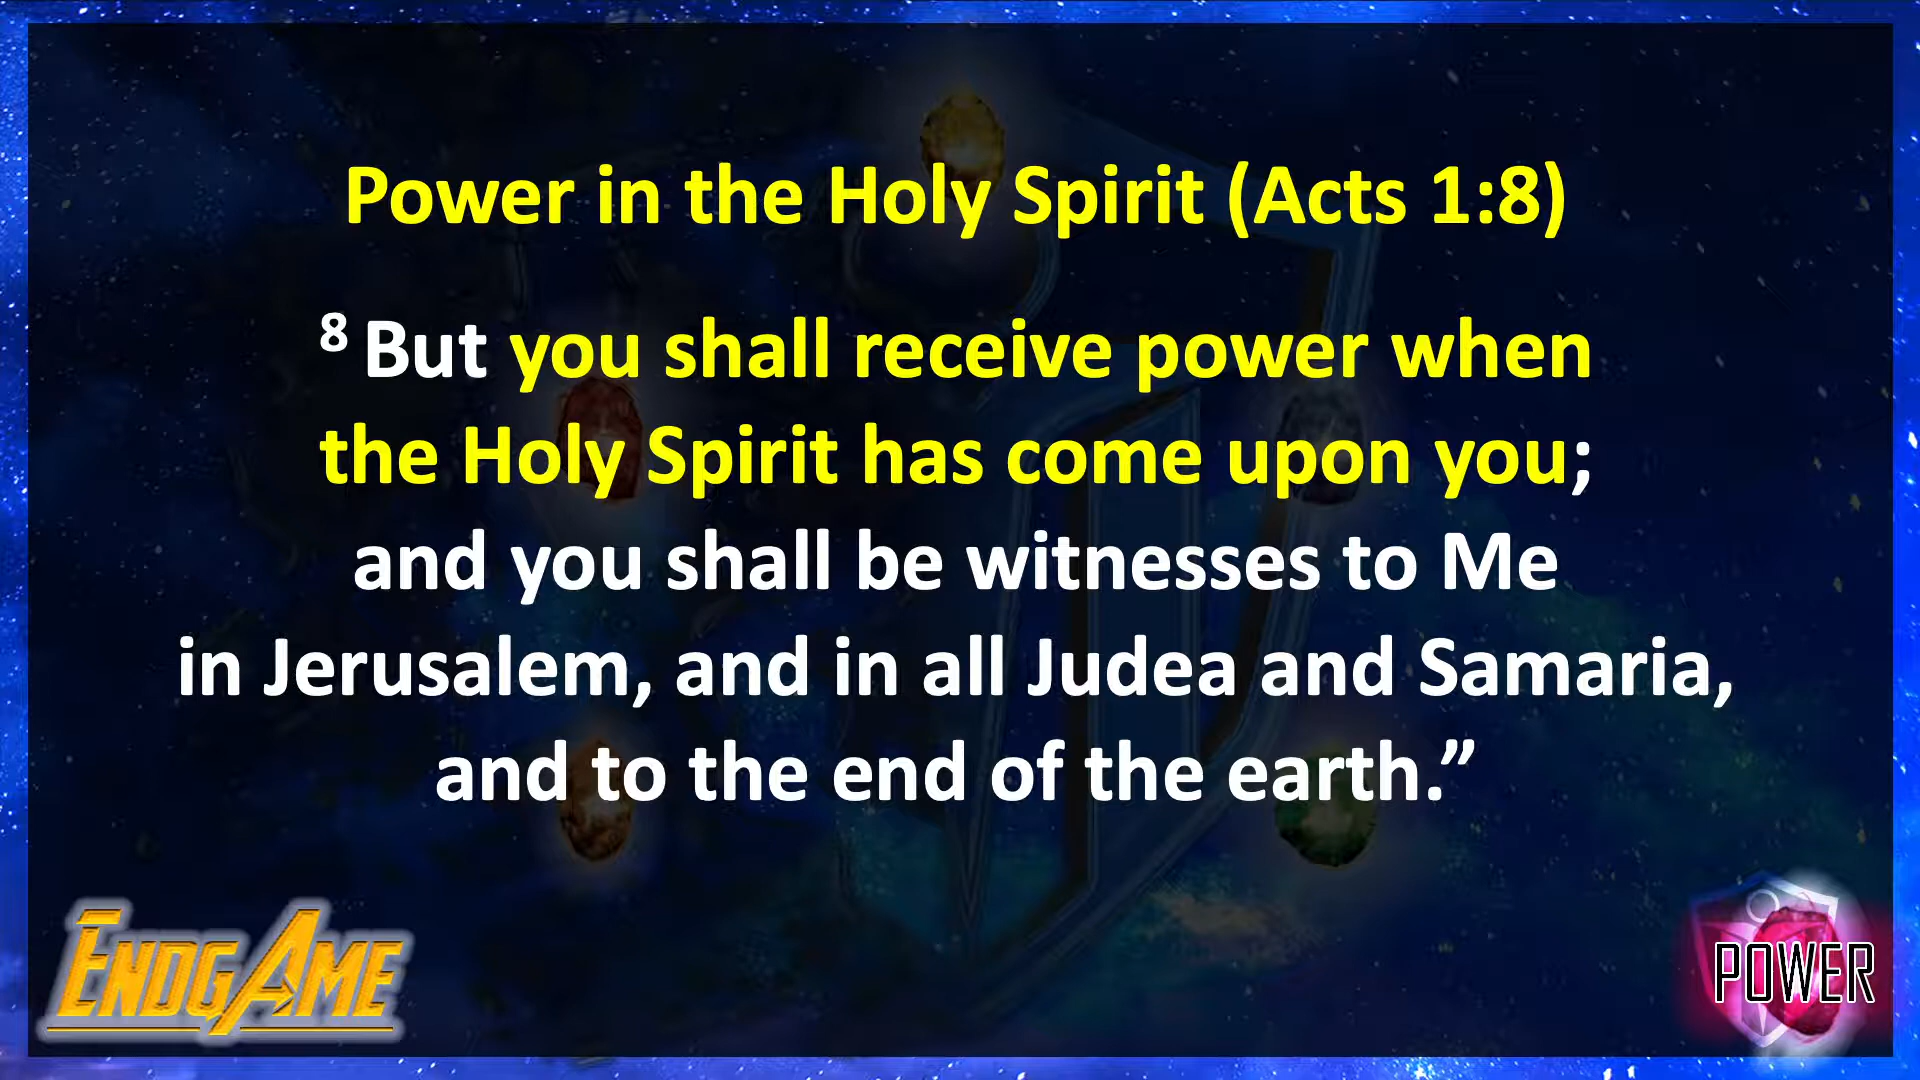 Power in the Holy Spirit (Acts 1:8)
8 But you shall receive power when
the Holy Spirit has come upon you;
and you shall be witnesses to Me
in Jerusalem, and in all Judea and Samaria,
and to the end of the earth.”
ENDGAME
POWER